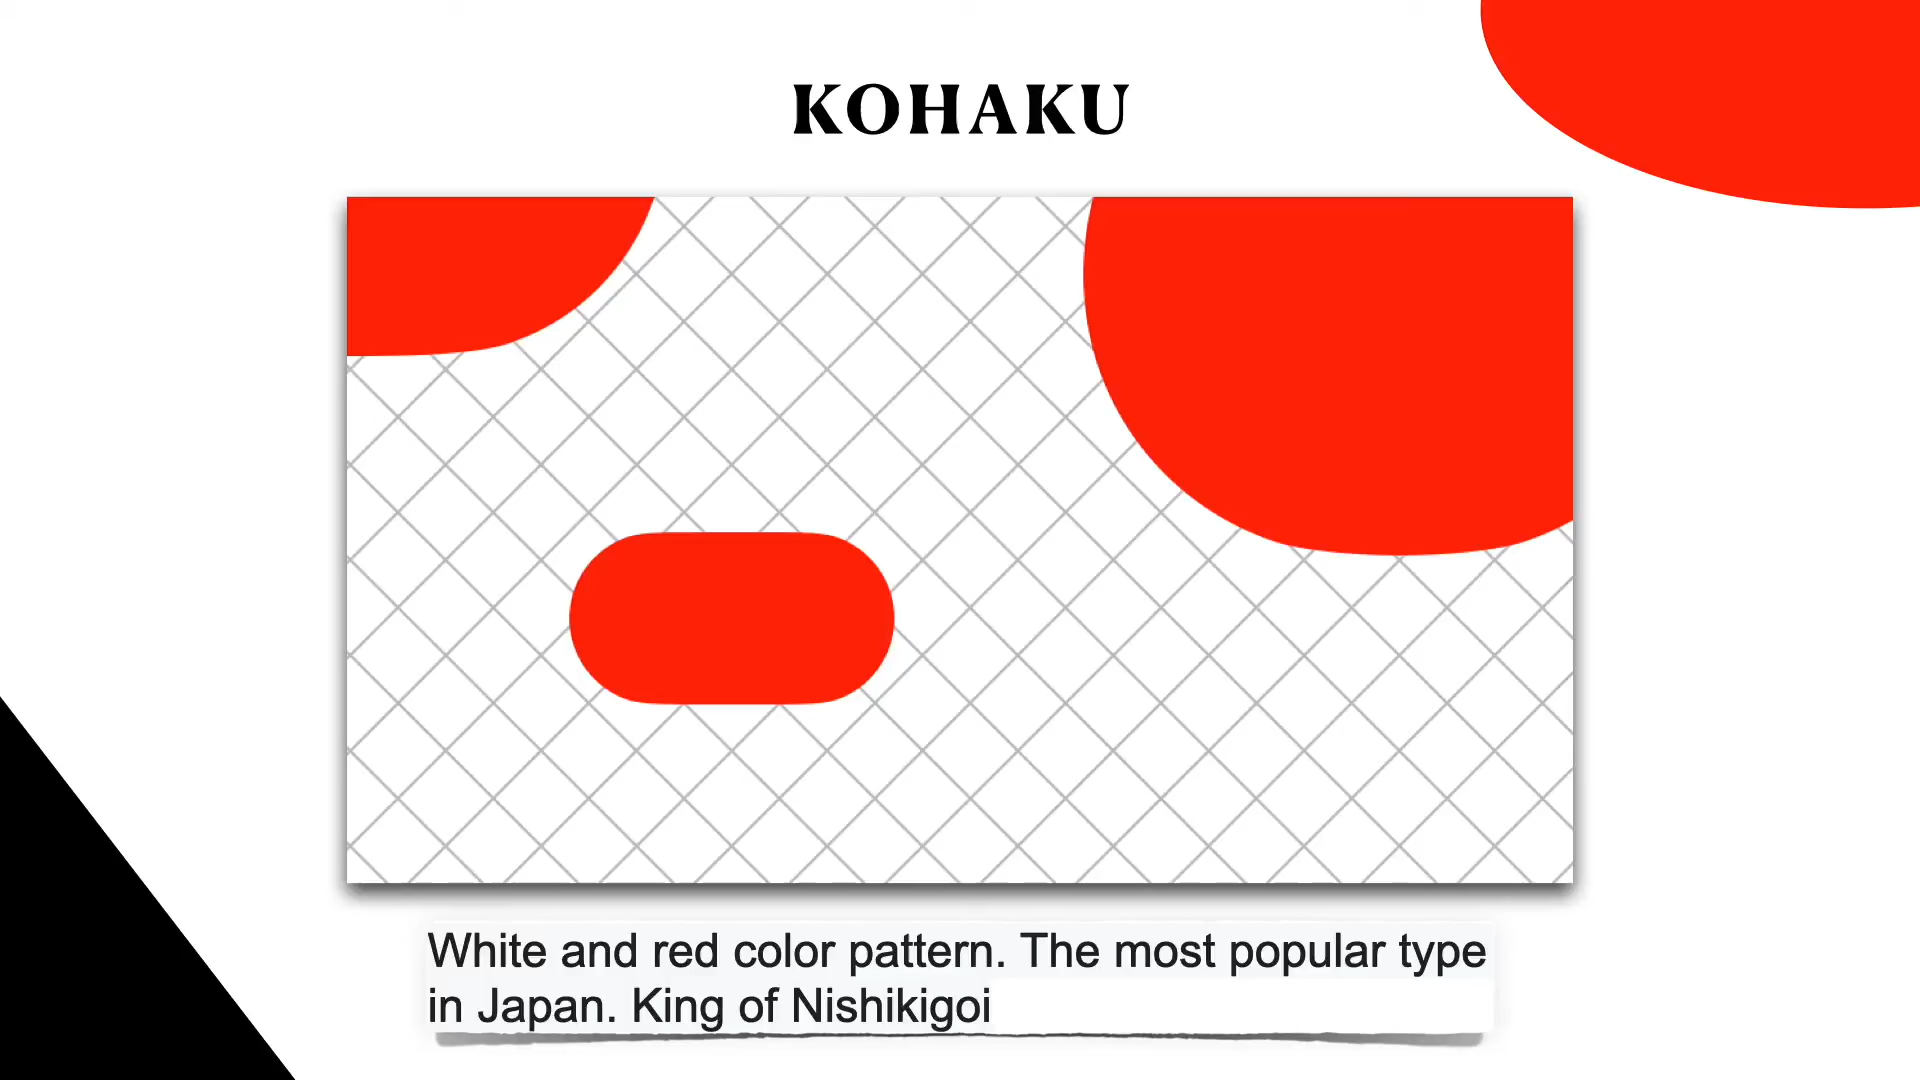 KOHAKU
White and red color pattern. The most popular type
in Japan. King of Nishikigoi